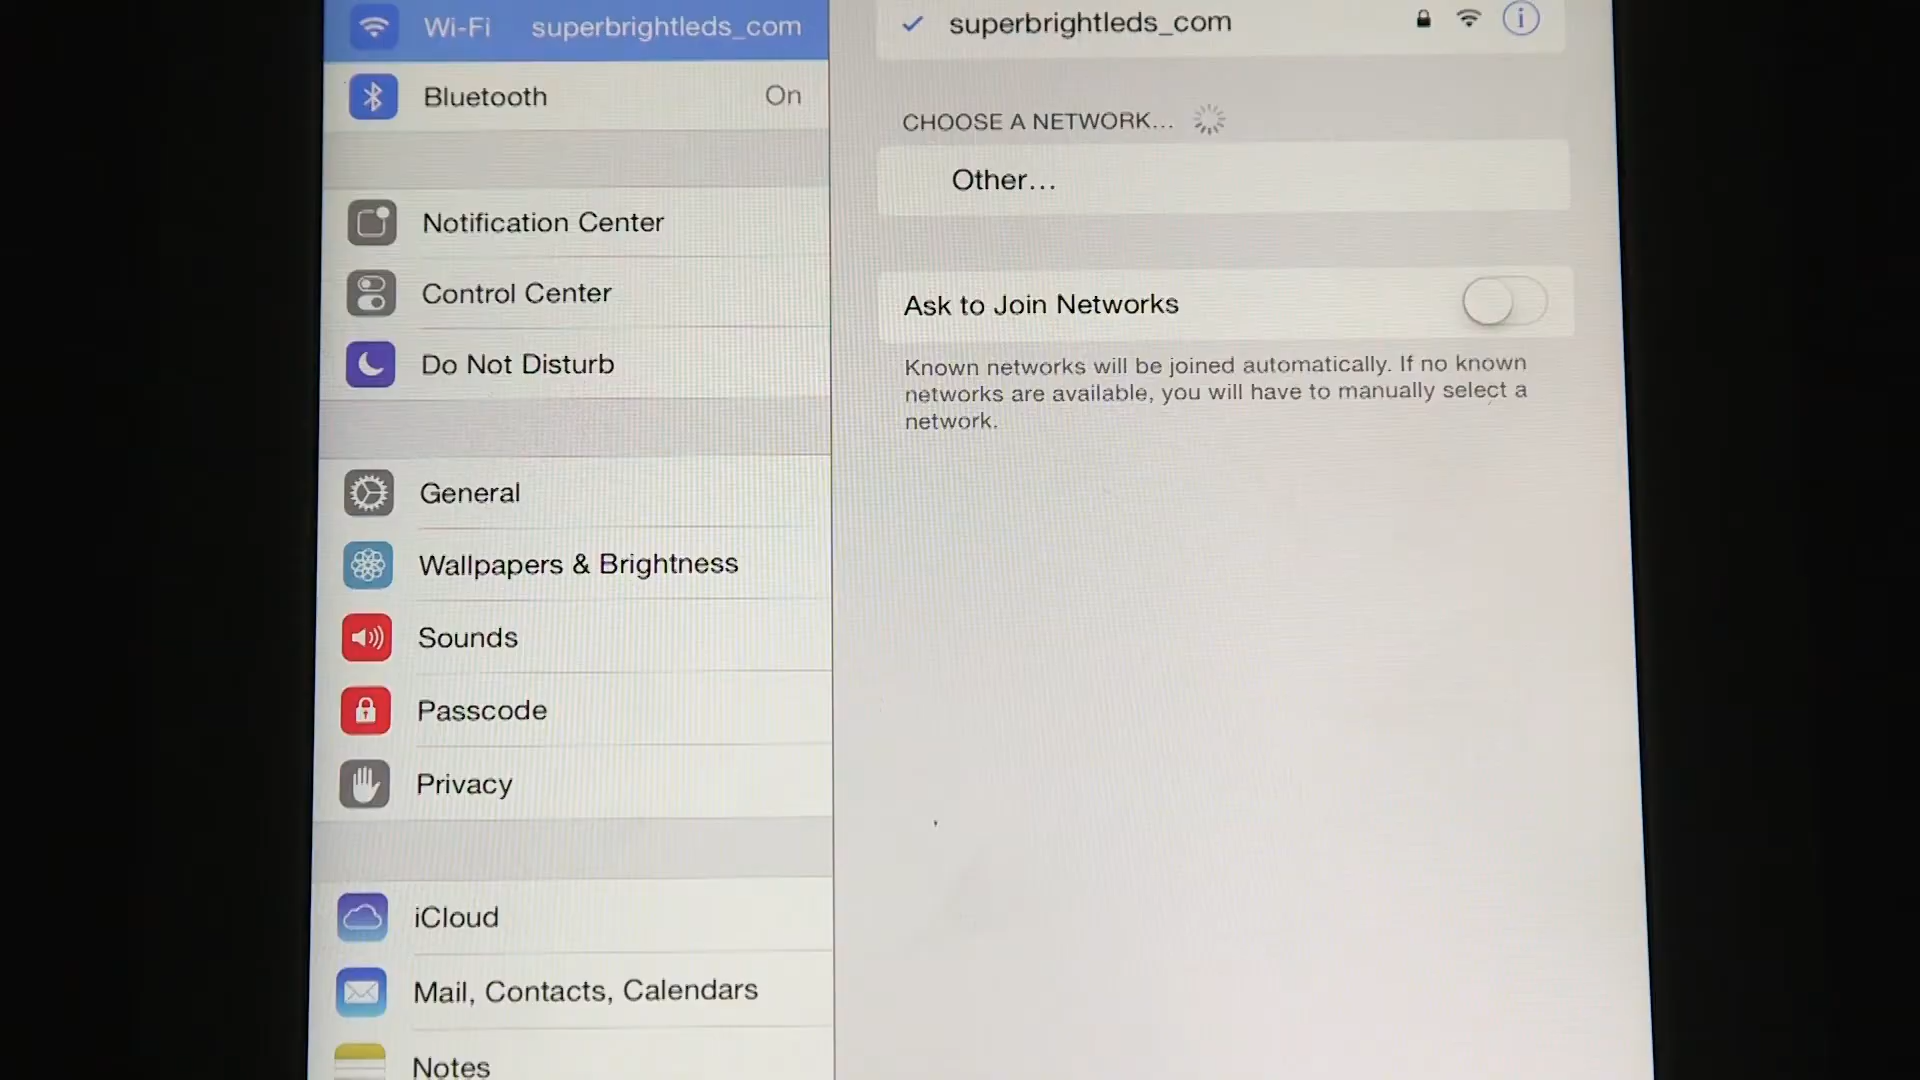 Wi-Fi superbrightleds_com
Bluetooth On
Notification Center
Control Center
Do Not Disturb
General
Wallpapers & Brightness
Sounds
Passcode
Privacy
iCloud
Mail, Contacts, Calendars
Notes
superbrightleds_com
CHOOSE A NETWORK...
Other...
Ask to Join Networks
Known networks will be joined automatically. If no known
networks are available, you will have to manually select a
network.